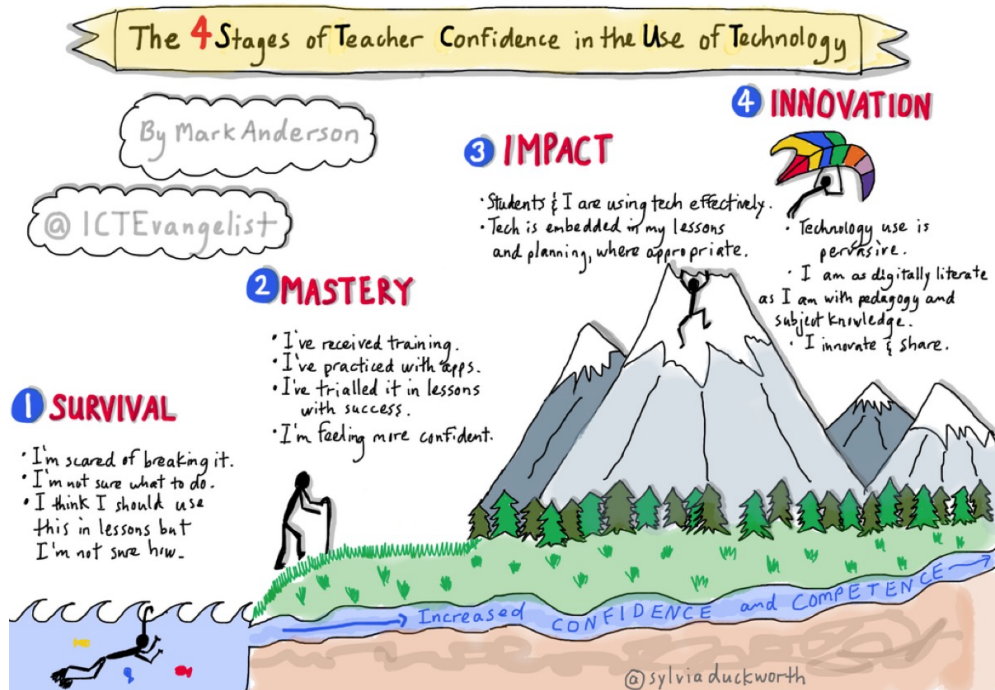 The 4 Stages of Teacher Confidence in the Use of Technology
By Mark Anderson
@ ICTEvangelist
1 SURVIVAL
• I'm scared of breaking it.
• I'm not sure what to do.
• I think I should use
this in lessons but
I'm not sure how.
2 MASTERY
• I've received training.
• I've practiced with apps.
• I've trialled it in lessons
with success.
• I'm feeling more confident.
3 IMPACT
• Students & I are using tech effectively.
• Tech is embedded in my lessons
and planning, where appropriate.
4 INNOVATION
• Technology use is
pervasive.
• I am as digitally literate
as I am with pedagogy and
subject knowledge.
• I innovate & share.
Increased CONFIDENCE and COMPETENCE
@sylviaduckworth